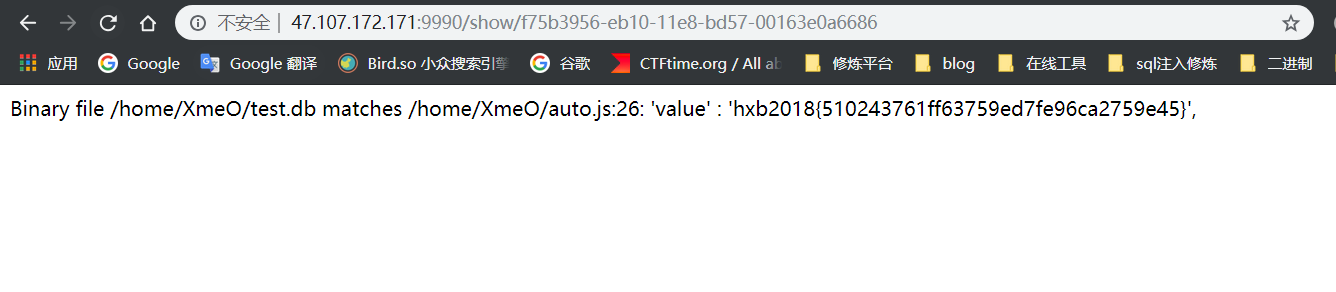 不安全 | 47.107.172.171:9990/show/f75b3956-eb10-11e8-bd57-00163e0a6686
应用 Google Google 翻译 Bird.so 小众搜索引擎 谷歌 CTFtime.org / All ab 修炼平台 blog 在线工具 sql注入修炼 二进制
Binary file /home/XmeO/test.db matches /home/XmeO/auto.js:26: 'value' : 'hxb2018{510243761ff63759ed7fe96ca2759e45}',